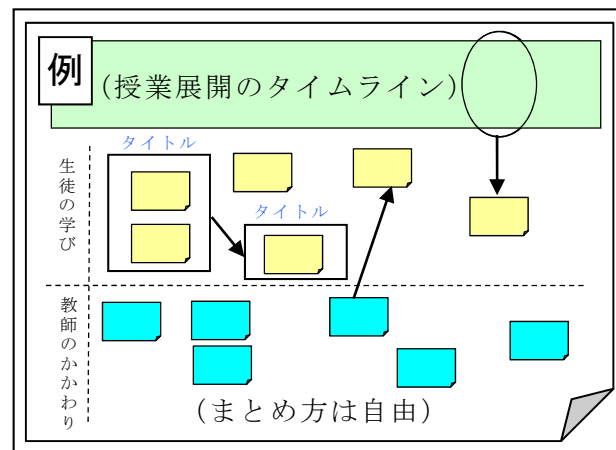 例
(授業展開のタイムライン)
タイトル
生徒の学び
タイトル
教師のかかわり
(まとめ方は自由)